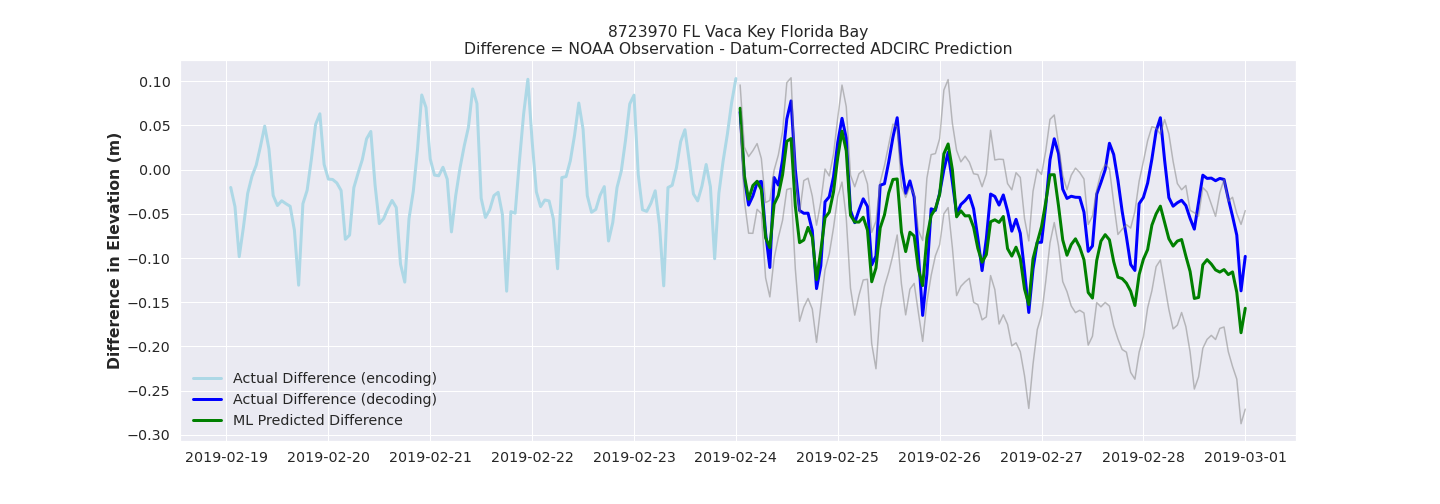 8723970 FL Vaca Key Florida Bay
Difference = NOAA Observation - Datum-Corrected ADCIRC Prediction
Difference in Elevation (m)
0.10
0.05
0.00
−0.05
−0.10
−0.15
−0.20
−0.25
−0.30
Actual Difference (encoding)
Actual Difference (decoding)
ML Predicted Difference
2019-02-19 2019-02-20 2019-02-21 2019-02-22 2019-02-23 2019-02-24 2019-02-25 2019-02-26 2019-02-27 2019-02-28 2019-03-01